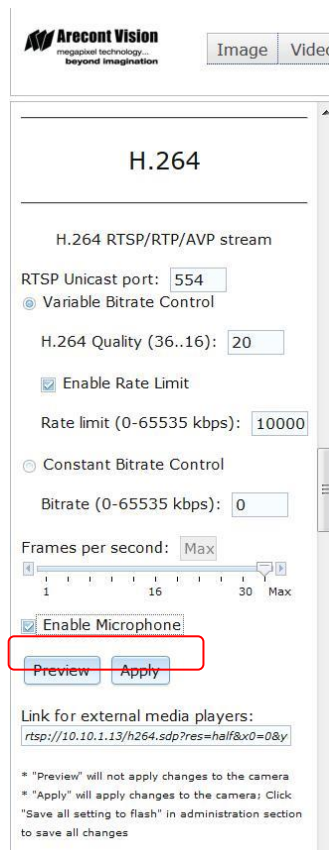 Arecont Vision
megapixel technology...
beyond imagination
Image Video
H.264
H.264 RTSP/RTP/AVP stream
RTSP Unicast port: 554
Variable Bitrate Control
H.264 Quality (36..16): 20
Enable Rate Limit
Rate limit (0-65535 kbps): 10000
Constant Bitrate Control
Bitrate (0-65535 kbps): 0
Frames per second: Max
1 16 30 Max
Enable Microphone
Preview Apply
Link for external media players:
rtsp://10.10.1.13/h264.sdp?res=half&x0=0&y
* "Preview" will not apply changes to the camera
* "Apply" will apply changes to the camera; Click
"Save all setting to flash" in administration section
to save all changes